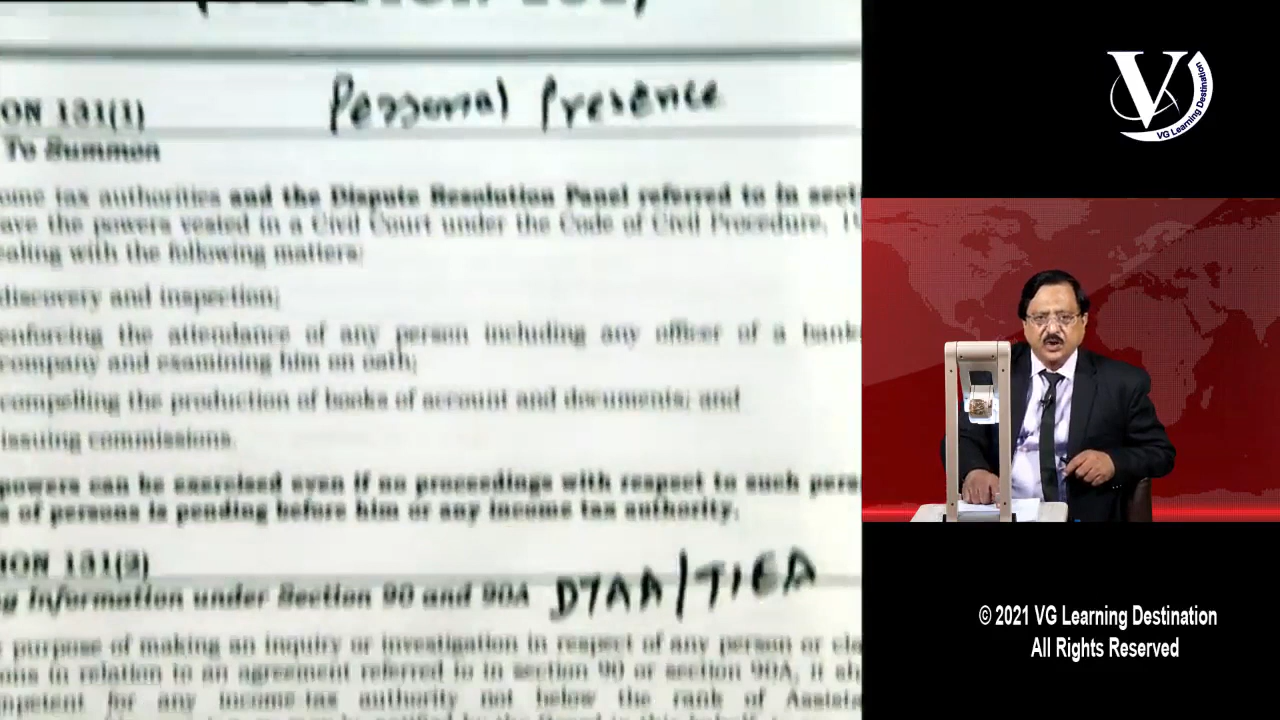 ON 131(1) Personal Presence
To Summon
ome tax authorities and the Dispute Resolution Panel referred to in sect
ave the powers vested in a Civil Court under the Code of Civil Procedure, 1
ealing with the following matters:
discovery and inspection;
enforcing the attendance of any person including any officer of a bank
company and examining him on oath;
compelling the production of books of account and documents; and
issuing commissions.
powers can be exercised even if no proceedings with respect to such pers
s of persons is pending before him or any income tax authority.
ION 131(2)
g Information under Section 90 and 90A DTAA/TIEA
purpose of making an inquiry or investigation in respect of any person or cla
ns in relation to an agreement referred to in section 90 or section 90A, it sh
mpetent for any income-tax authority not below the rank of Assista
V
VG Learning Destination
© 2021 VG Learning Destination
All Rights Reserved